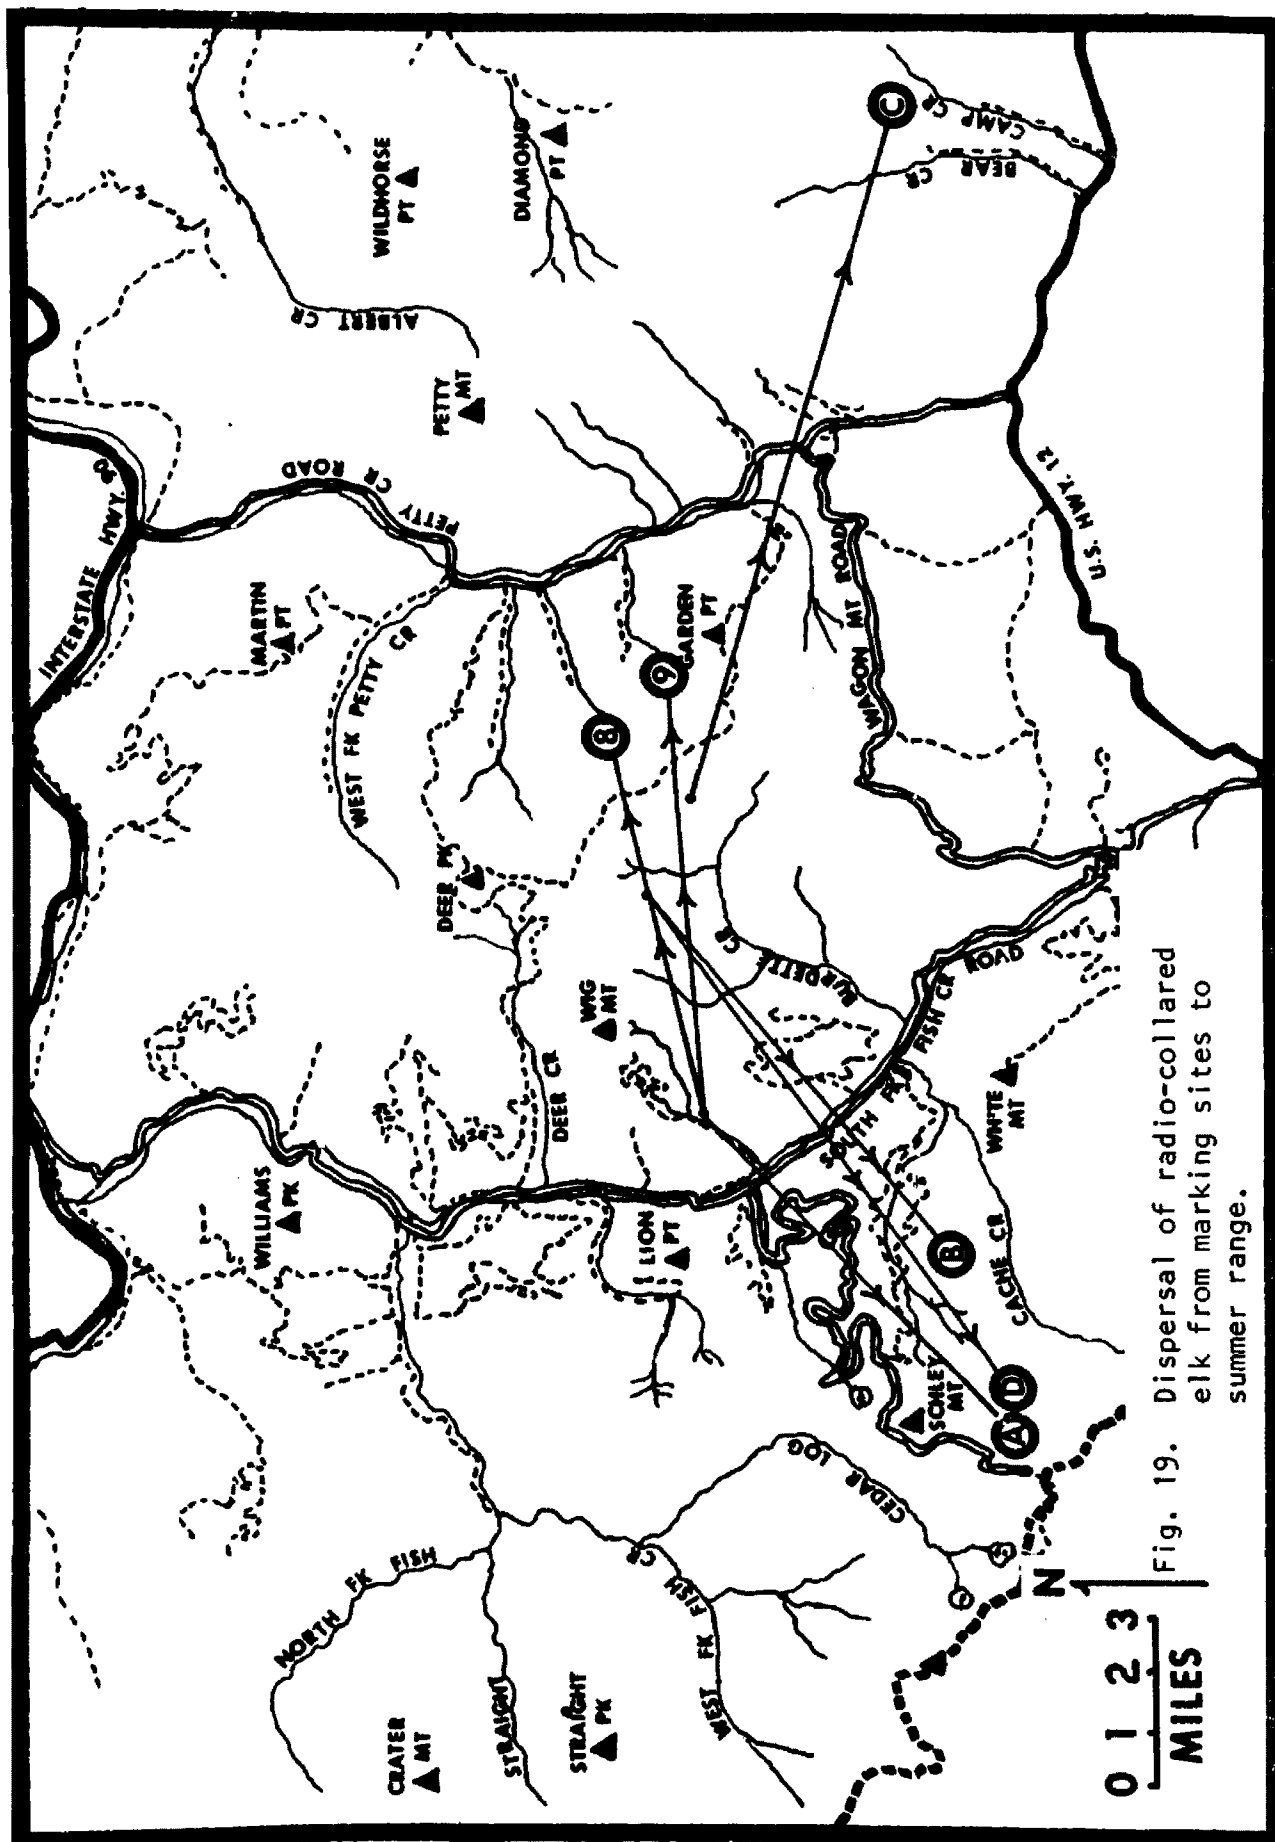 INTERSTATE HWY. 90
WILLIAMS
PK
MARTIN
PT
WEST FK PETTY CR
PETTY CR ROAD
ALBERT CR
WILDHORSE
PT
DIAMOND
PT
PETTY
MT
NORTH FK FISH
CRATER
MT
STRAIGHT
STRAIGHT
PK
WEST FK FISH CR
CEDAR LOG
DEER CR
DEER PK
WIG
MT
LION
PT
8
9
GARDEN
PT
BURDETTE CR
SOUTH FK FISH CR ROAD
WAGON MT ROAD
C
BEAR CR
CAMP CR
SCHLEY
MT
A
D
B
CACHE CR
WHITE
MT
U.S. HWY. 12
N
0 1 2 3
MILES
Fig. 19. Dispersal of radio-collared
elk from marking sites to
summer range.